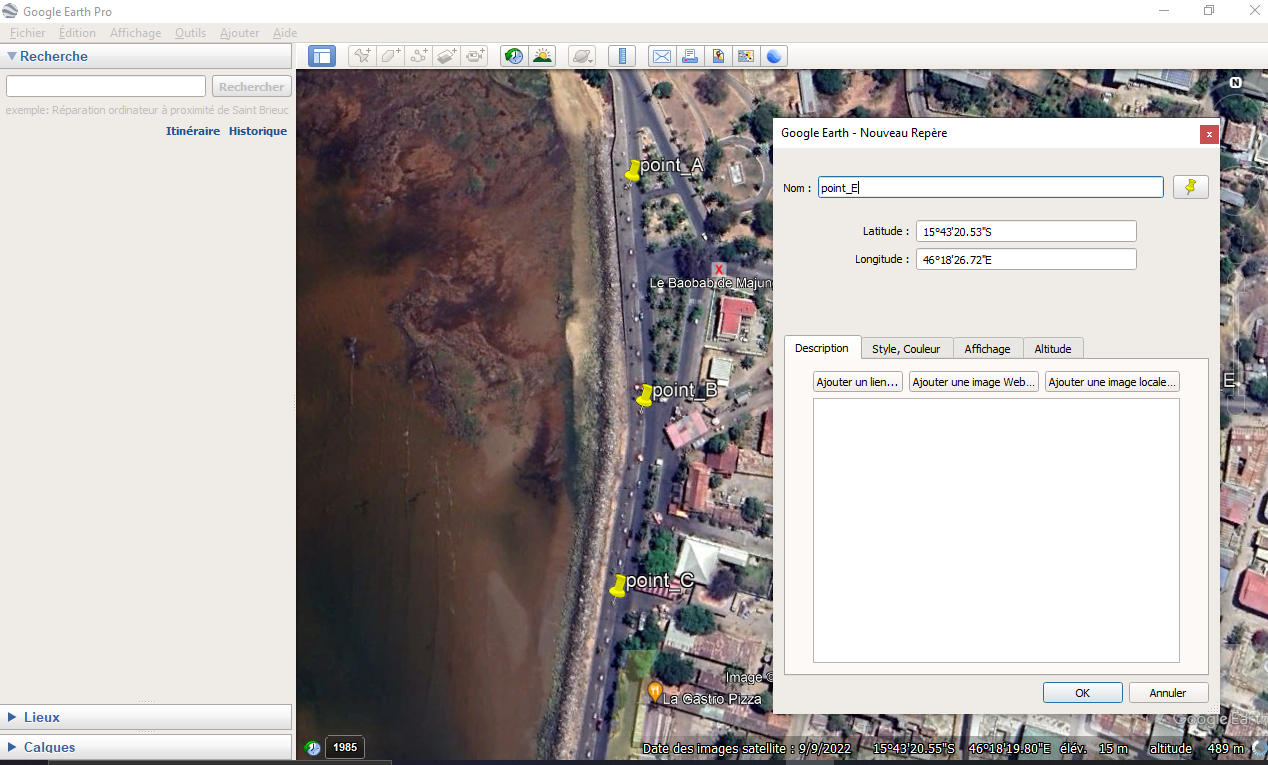 Google Earth Pro
Fichier Édition Affichage Outils Ajouter Aide
Recherche
Rechercher
exemple: Réparation ordinateur à proximité de Saint Brieuc
Itinéraire Historique
N
point_A
X
Le Baobab de Majun
point_B
point_C
E
La Gastro Pizza
Image ©
Google Earth - Nouveau Repère
x
Nom : point_E
Latitude : 15°43'20.53"S
Longitude : 46°18'26.72"E
Description Style, Couleur Affichage Altitude
Ajouter un lien... Ajouter une image Web... Ajouter une image locale...
OK Annuler
Google Earth
Lieux
Calques
1985
Date des images satellite : 9/9/2022 15°43'20.55"S 46°18'19.80"E élév. 15 m altitude 489 m